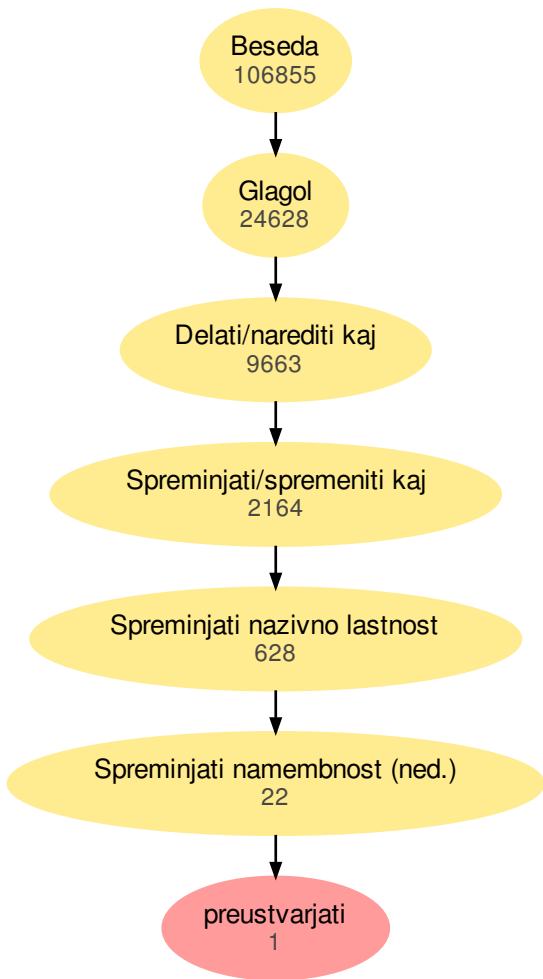 Beseda
106855
Glagol
24628
Delati/narediti kaj
9663
Spreminjati/spremeniti kaj
2164
Spreminjati nazivno lastnost
628
Spreminjati namembnost (ned.)
22
preustvarjati
1